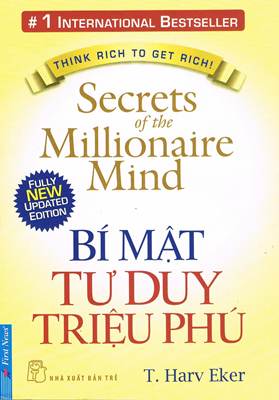 # 1 INTERNATIONAL BESTSELLER
THINK RICH TO GET RICH!
Secrets
of the
Millionaire
Mind
FULLY
NEW
UPDATED
EDITION
BÍ MẬT
TƯ DUY
TRIỆU PHÚ
First News
NHÀ XUẤT BẢN TRẺ
T. Harv Eker